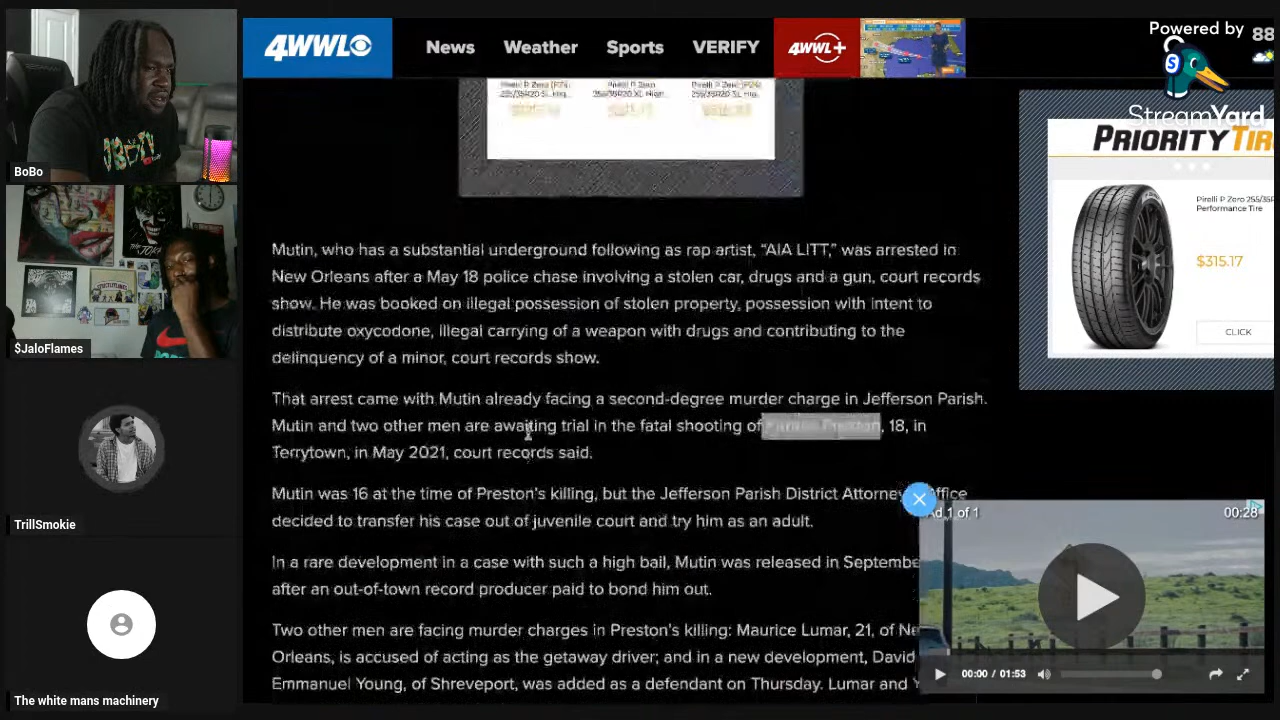 4WWL
News
Weather
Sports
VERIFY
4WWL+
Powered by
88
StreamYard
BoBo
$JaloFlames
TrillSmokie
The white mans machinery
PRIORITY TIR
Pirelli P Zero 255/35R
Performance Tire
$315.17
CLICK
Mutin, who has a substantial underground following as rap artist, “AIA LITT,” was arrested in
New Orleans after a May 18 police chase involving a stolen car, drugs and a gun, court records
show. He was booked on illegal possession of stolen property, possession with intent to
distribute oxycodone, illegal carrying of a weapon with drugs and contributing to the
delinquency of a minor, court records show.
That arrest came with Mutin already facing a second-degree murder charge in Jefferson Parish.
Mutin and two other men are awaiting trial in the fatal shooting of , 18, in
Terrytown, in May 2021, court records said.
Mutin was 16 at the time of Preston's killing, but the Jefferson Parish District Attorney ffice
decided to transfer his case out of juvenile court and try him as an adult.
In a rare development in a case with such a high bail, Mutin was released in Septembe
after an out-of-town record producer paid to bond him out.
Two other men are facing murder charges in Preston's killing: Maurice Lumar, 21, of Ne
Orleans, is accused of acting as the getaway driver; and in a new development, David
Emmanuel Young, of Shreveport, was added as a defendant on Thursday. Lumar and Y
Ad 1 of 1
00:28
00:00 / 01:53